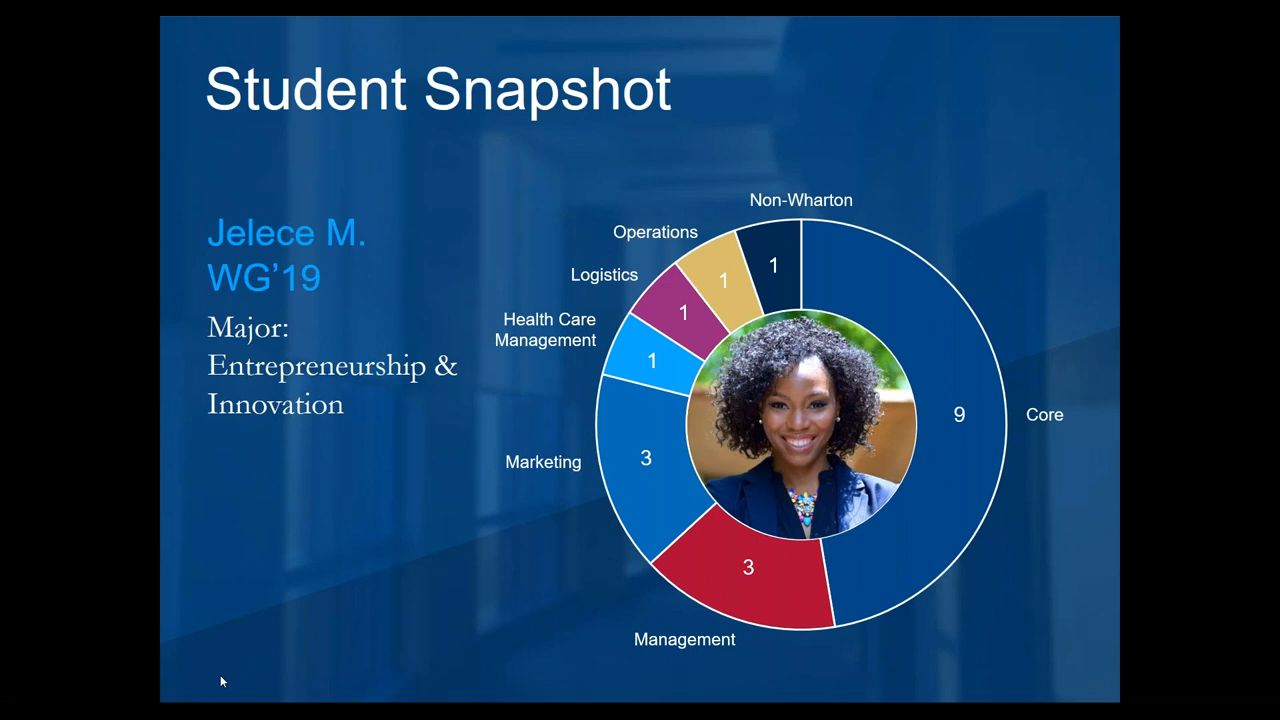 Student Snapshot
Jelece M.
WG’19
Major:
Entrepreneurship &
Innovation
Non-Wharton
Operations
Logistics
Health Care
Management
Marketing
Management
Core
1
1
1
1
3
3
9